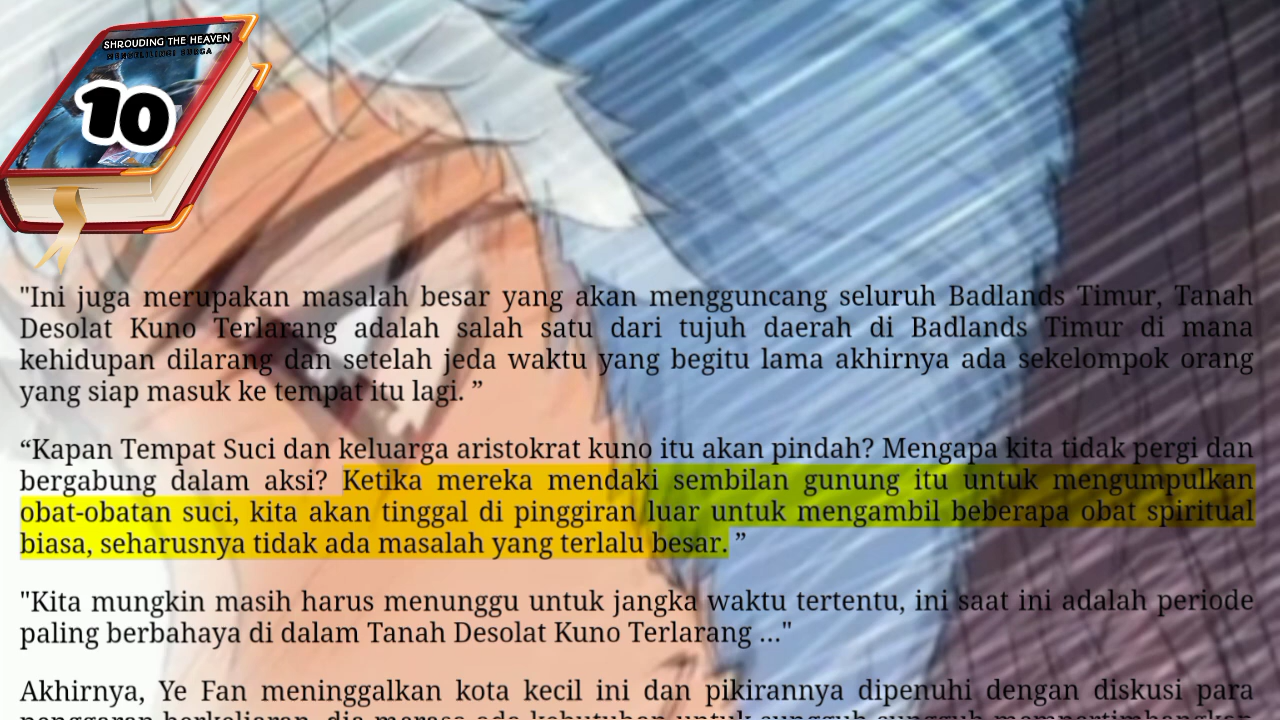 SHROUDING THE HEAVEN
10
"Ini juga merupakan masalah besar yang akan mengguncang seluruh Badlands Timur, Tanah
Desolat Kuno Terlarang adalah salah satu dari tujuh daerah di Badlands Timur di mana
kehidupan dilarang dan setelah jeda waktu yang begitu lama akhirnya ada sekelompok orang
yang siap masuk ke tempat itu lagi. ”
“Kapan Tempat Suci dan keluarga aristokrat kuno itu akan pindah? Mengapa kita tidak pergi dan
bergabung dalam aksi? Ketika mereka mendaki sembilan gunung itu untuk mengumpulkan
obat-obatan suci, kita akan tinggal di pinggiran luar untuk mengambil beberapa obat spiritual
biasa, seharusnya tidak ada masalah yang terlalu besar. ”
"Kita mungkin masih harus menunggu untuk jangka waktu tertentu, ini saat ini adalah periode
paling berbahaya di dalam Tanah Desolat Kuno Terlarang ..."
Akhirnya, Ye Fan meninggalkan kota kecil ini dan pikirannya dipenuhi dengan diskusi para